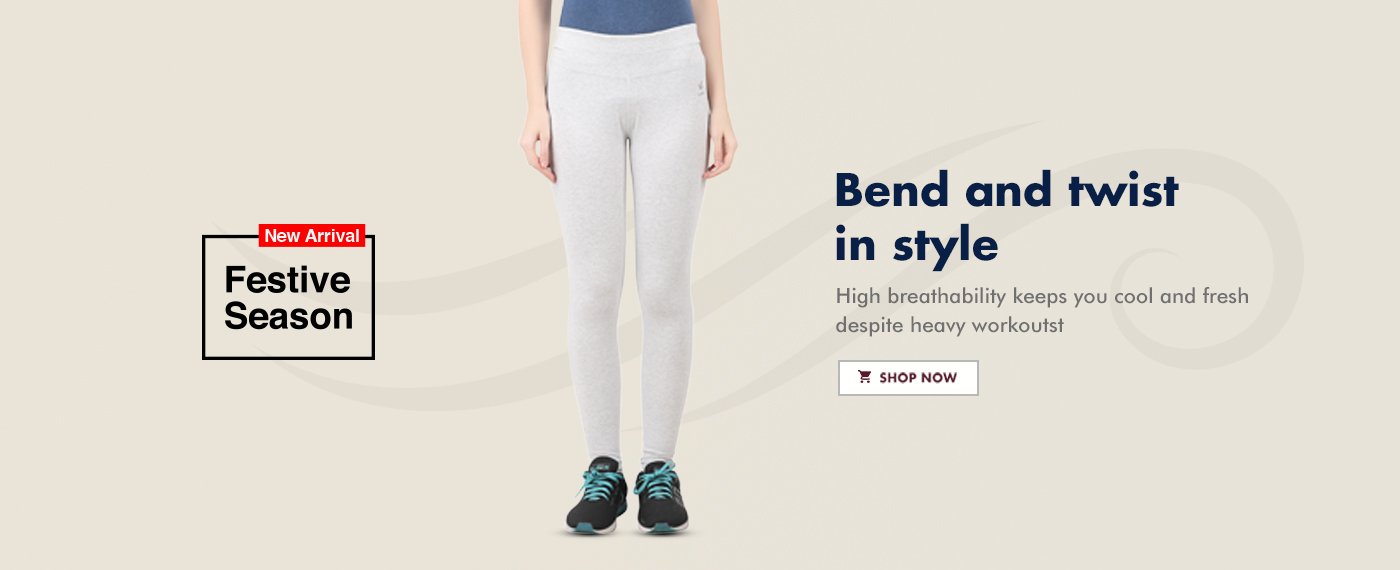 New Arrival
Festive
Season
Bend and twist
in style
High breathability keeps you cool and fresh
despite heavy workoutst
SHOP NOW